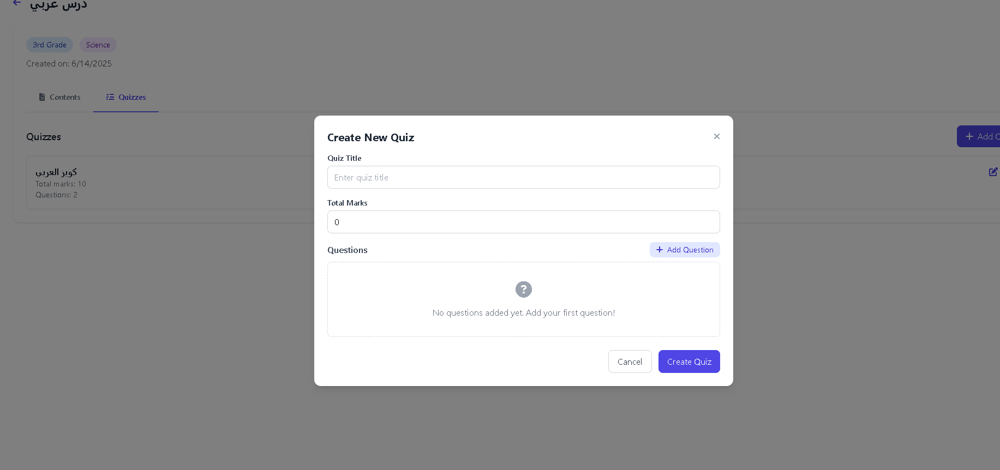 درس عربي
3rd Grade
Science
Created on: 6/14/2025
Contents
Quizzes
Quizzes
Add
كويز العربي
Total marks: 10
Questions: 2
Create New Quiz
Quiz Title
Enter quiz title
Total Marks
0
Questions
Add Question
?
No questions added yet. Add your first question!
Cancel
Create Quiz